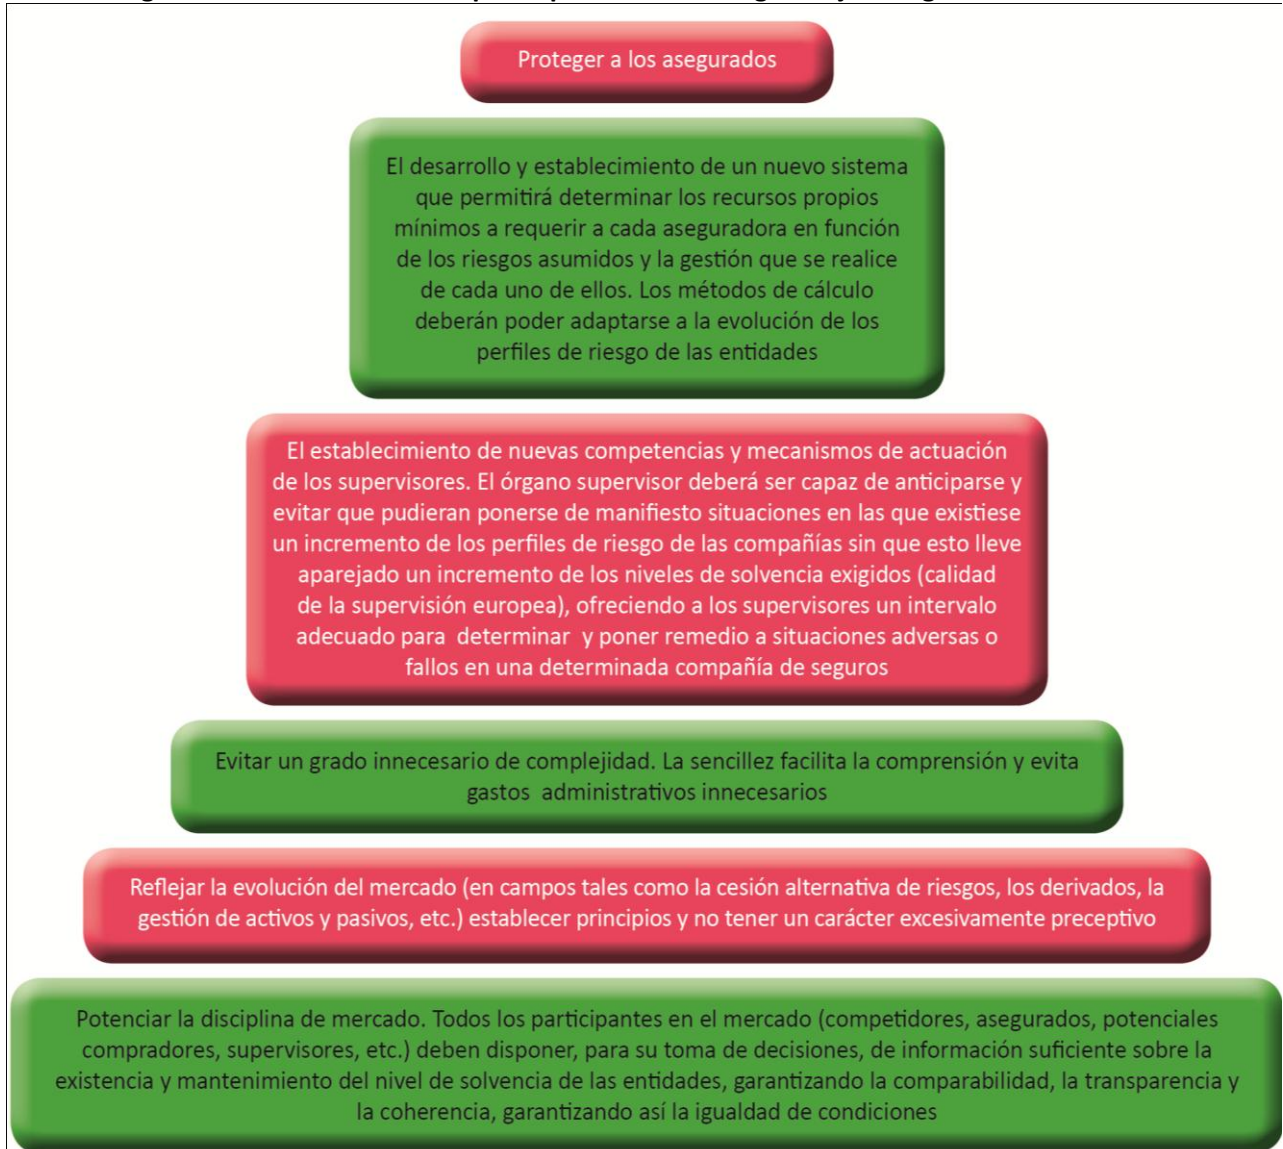 Proteger a los asegurados
El desarrollo y establecimiento de un nuevo sistema
que permitirá determinar los recursos propios
mínimos a requerir a cada aseguradora en función
de los riesgos asumidos y la gestión que se realice
de cada uno de ellos. Los métodos de cálculo
deberán poder adaptarse a la evolución de los
perfiles de riesgo de las entidades
El establecimiento de nuevas competencias y mecanismos de actuación
de los supervisores. El órgano supervisor deberá ser capaz de anticiparse y
evitar que pudieran ponerse de manifiesto situaciones en las que existiese
un incremento de los perfiles de riesgo de las compañías sin que esto lleve
aparejado un incremento de los niveles de solvencia exigidos (calidad
de la supervisión europea), ofreciendo a los supervisores un intervalo
adecuado para determinar y poner remedio a situaciones adversas o
fallos en una determinada compañía de seguros
Evitar un grado innecesario de complejidad. La sencillez facilita la comprensión y evita
gastos administrativos innecesarios
Reflejar la evolución del mercado (en campos tales como la cesión alternativa de riesgos, los derivados, la
gestión de activos y pasivos, etc.) establecer principios y no tener un carácter excesivamente preceptivo
Potenciar la disciplina de mercado. Todos los participantes en el mercado (competidores, asegurados, potenciales
compradores, supervisores, etc.) deben disponer, para su toma de decisiones, de información suficiente sobre la
existencia y mantenimiento del nivel de solvencia de las entidades, garantizando la comparabilidad, la transparencia y
la coherencia, garantizando así la igualdad de condiciones